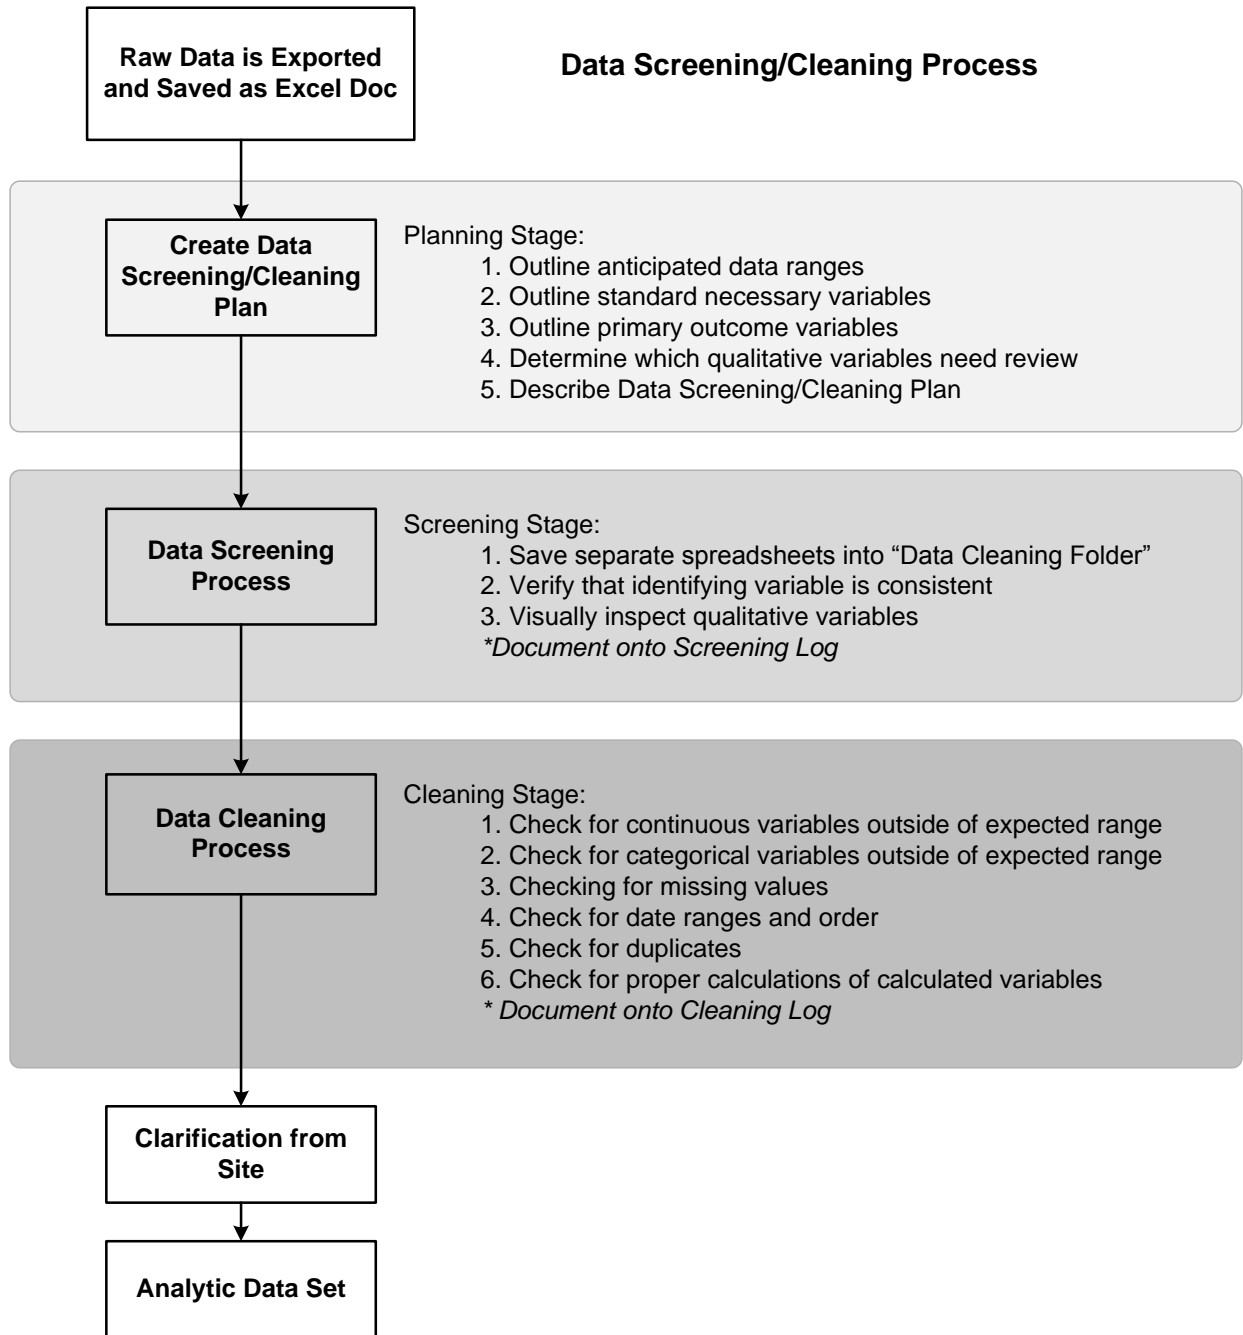 Raw Data is Exported
and Saved as Excel Doc
Data Screening/Cleaning Process
Create Data
Screening/Cleaning
Plan
Planning Stage:
1. Outline anticipated data ranges
2. Outline standard necessary variables
3. Outline primary outcome variables
4. Determine which qualitative variables need review
5. Describe Data Screening/Cleaning Plan
Data Screening
Process
Screening Stage:
1. Save separate spreadsheets into “Data Cleaning Folder”
2. Verify that identifying variable is consistent
3. Visually inspect qualitative variables
*Document onto Screening Log
Data Cleaning
Process
Cleaning Stage:
1. Check for continuous variables outside of expected range
2. Check for categorical variables outside of expected range
3. Checking for missing values
4. Check for date ranges and order
5. Check for duplicates
6. Check for proper calculations of calculated variables
* Document onto Cleaning Log
Clarification from
Site
Analytic Data Set